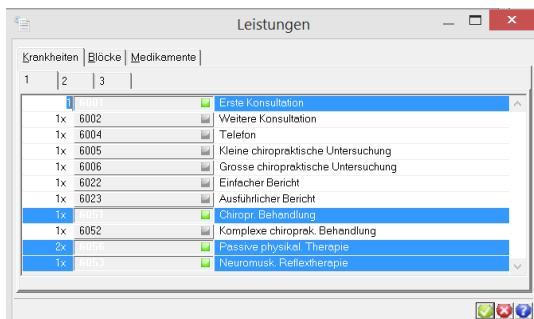 Leistungen
Krankheiten Blöcke Medikamente
1 2 3
1 6001 Erste Konsultation
1x 6002 Weitere Konsultation
1x 6004 Telefon
1x 6005 Kleine chiropraktische Untersuchung
1x 6006 Grosse chiropraktische Untersuchung
1x 6022 Einfacher Bericht
1x 6023 Ausführlicher Bericht
1x 6051 Chiropr. Behandlung
1x 6052 Komplexe chiroprak. Behandlung
2x 6056 Passive physikal. Therapie
1x 6053 Neuromusk. Reflextherapie